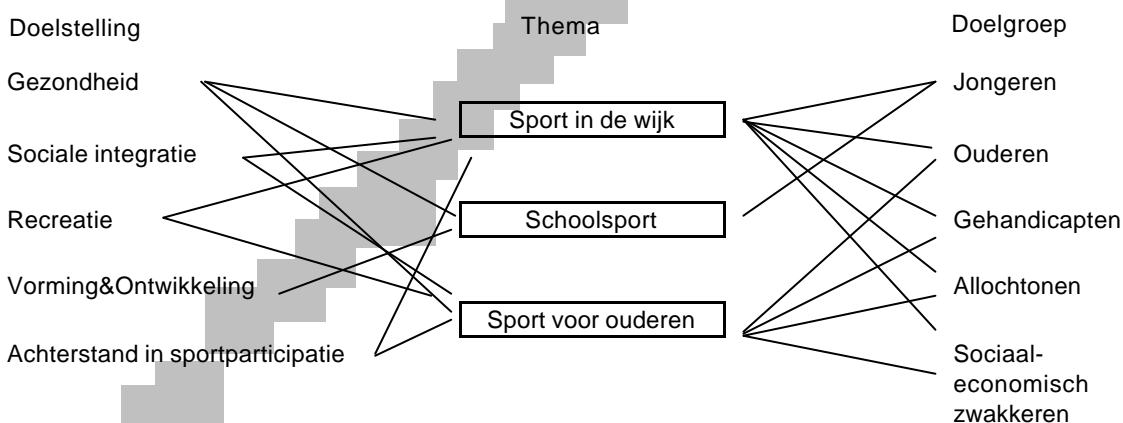 Doelstelling
Thema
Doelgroep
Gezondheid
Jongeren
Sport in de wijk
Sociale integratie
Ouderen
Recreatie
Schoolsport
Gehandicapten
Vorming&Ontwikkeling
Allochtonen
Sport voor ouderen
Achterstand in sportparticipatie
Sociaal-
economisch
zwakkeren